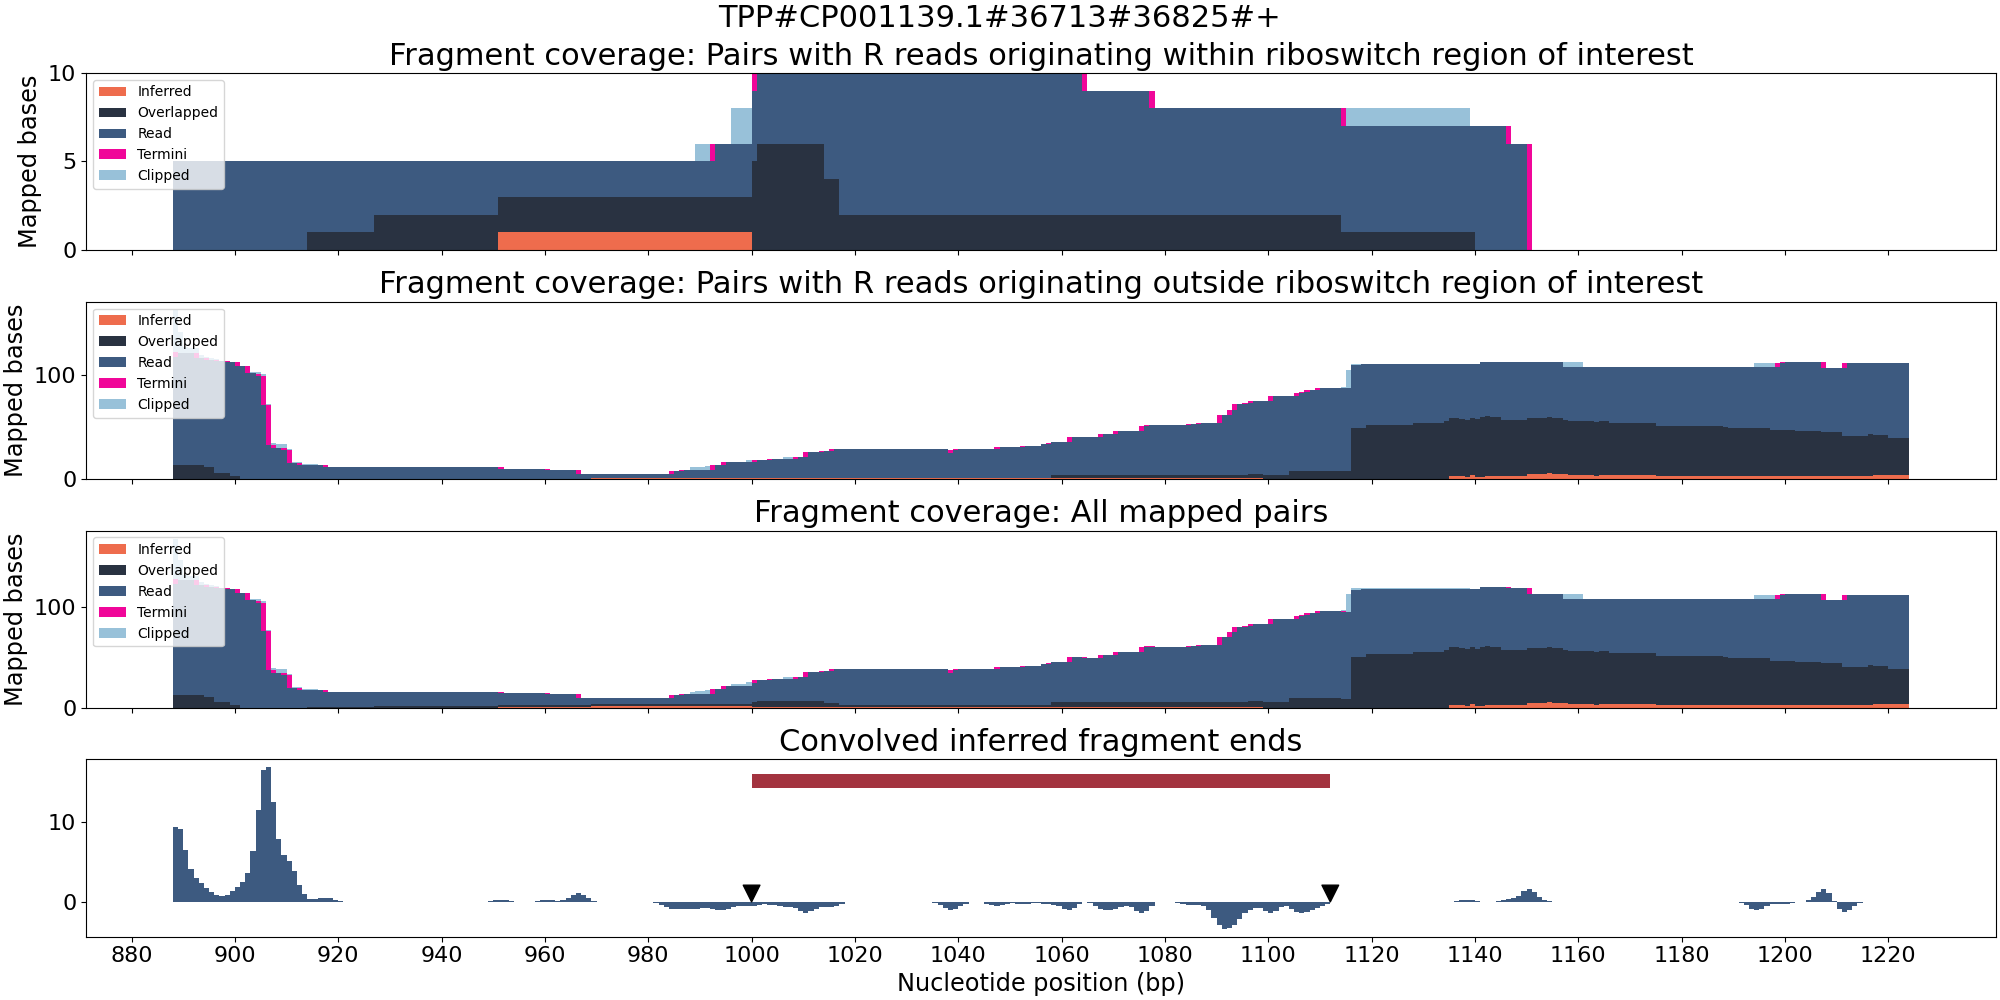 TPP#CP001139.1#36713#36825#+
Fragment coverage: Pairs with R reads originating within riboswitch region of interest
Mapped bases
10
5
0
Inferred
Overlapped
Read
Termini
Clipped
Fragment coverage: Pairs with R reads originating outside riboswitch region of interest
Mapped bases
100
0
Inferred
Overlapped
Read
Termini
Clipped
Fragment coverage: All mapped pairs
Mapped bases
100
0
Inferred
Overlapped
Read
Termini
Clipped
Convolved inferred fragment ends
10
0
880 900 920 940 960 980 1000 1020 1040 1060 1080 1100 1120 1140 1160 1180 1200 1220
Nucleotide position (bp)